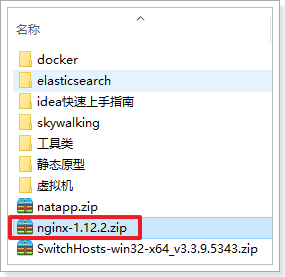 名称
docker
elasticsearch
idea快速上手指南
skywalking
工具类
静态原型
虚拟机
natapp.zip
nginx-1.12.2.zip
SwitchHosts-win32-x64_v3.3.9.5343.zip